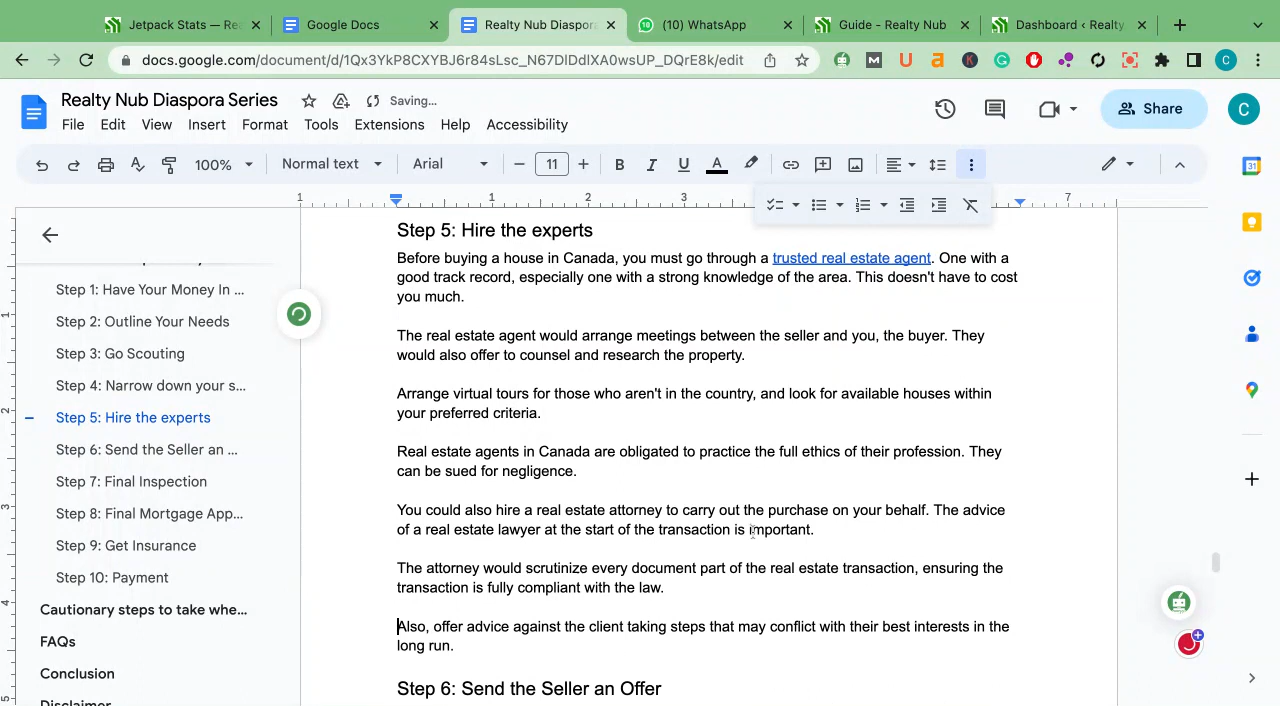 Jetpack Stats — Rea
Google Docs
Realty Nub Diaspora
(10) WhatsApp
Guide - Realty Nub
Dashboard ‹ Realty
docs.google.com/document/d/1Qx3YkP8CXYBJ6r84sLsc_N67DlDdlXA0wsUP_DQrE8k/edit
C
Realty Nub Diaspora Series
Saving...
Share
C
File Edit View Insert Format Tools Extensions Help Accessibility
100% Normal text Arial 11 B I U A
1 1 2 3 7
Step 1: Have Your Money In ...
Step 2: Outline Your Needs
Step 3: Go Scouting
Step 4: Narrow down your s...
Step 5: Hire the experts
Step 6: Send the Seller an ...
Step 7: Final Inspection
Step 8: Final Mortgage App...
Step 9: Get Insurance
Step 10: Payment
Cautionary steps to take whe...
FAQs
Conclusion
Step 5: Hire the experts
Before buying a house in Canada, you must go through a trusted real estate agent. One with a
good track record, especially one with a strong knowledge of the area. This doesn't have to cost
you much.
The real estate agent would arrange meetings between the seller and you, the buyer. They
would also offer to counsel and research the property.
Arrange virtual tours for those who aren't in the country, and look for available houses within
your preferred criteria.
Real estate agents in Canada are obligated to practice the full ethics of their profession. They
can be sued for negligence.
You could also hire a real estate attorney to carry out the purchase on your behalf. The advice
of a real estate lawyer at the start of the transaction is important.
The attorney would scrutinize every document part of the real estate transaction, ensuring the
transaction is fully compliant with the law.
Also, offer advice against the client taking steps that may conflict with their best interests in the
long run.
Step 6: Send the Seller an Offer